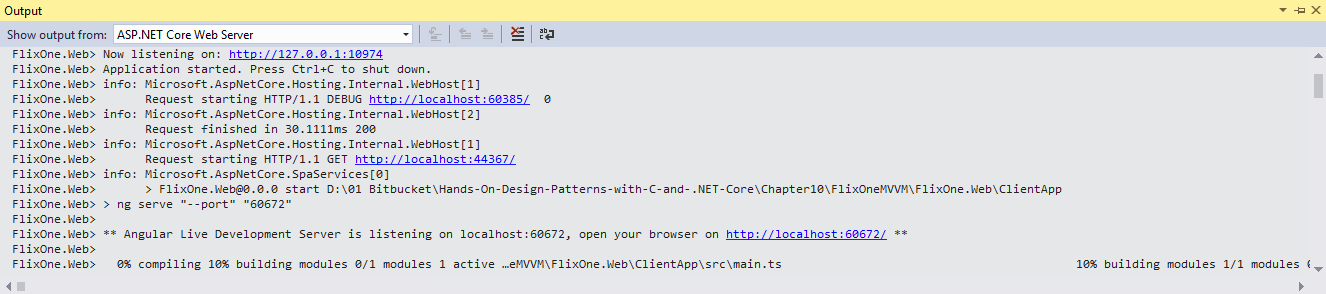 Output
Show output from: ASP.NET Core Web Server
FlixOne.Web> Now listening on: http://127.0.0.1:10974
FlixOne.Web> Application started. Press Ctrl+C to shut down.
FlixOne.Web> info: Microsoft.AspNetCore.Hosting.Internal.WebHost[1]
FlixOne.Web>       Request starting HTTP/1.1 DEBUG http://localhost:60385/  0
FlixOne.Web> info: Microsoft.AspNetCore.Hosting.Internal.WebHost[2]
FlixOne.Web>       Request finished in 30.1111ms 200
FlixOne.Web> info: Microsoft.AspNetCore.Hosting.Internal.WebHost[1]
FlixOne.Web>       Request starting HTTP/1.1 GET http://localhost:44367/
FlixOne.Web> info: Microsoft.AspNetCore.SpaServices[0]
FlixOne.Web>       > FlixOne.Web@0.0.0 start D:\01 Bitbucket\Hands-On-Design-Patterns-with-C-and-.NET-Core\Chapter10\FlixOneMVVM\FlixOne.Web\ClientApp
FlixOne.Web> > ng serve "--port" "60672"
FlixOne.Web>
FlixOne.Web> ** Angular Live Development Server is listening on localhost:60672, open your browser on http://localhost:60672/ **
FlixOne.Web>
FlixOne.Web>   0% compiling 10% building modules 0/1 modules 1 active …eMVVM\FlixOne.Web\ClientApp\src\main.ts 10% building modules 1/1 modules